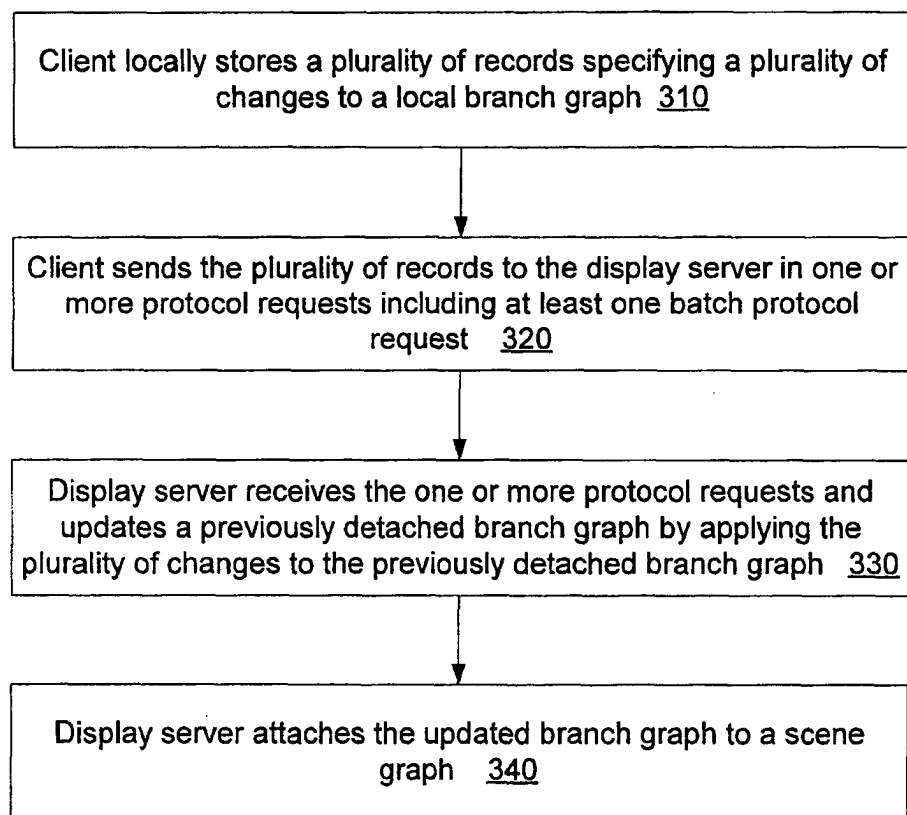 Client locally stores a plurality of records specifying a plurality of
changes to a local branch graph 310
Client sends the plurality of records to the display server in one or
more protocol requests including at least one batch protocol
request 320
Display server receives the one or more protocol requests and
updates a previously detached branch graph by applying the
plurality of changes to the previously detached branch graph 330
Display server attaches the updated branch graph to a scene
graph 340